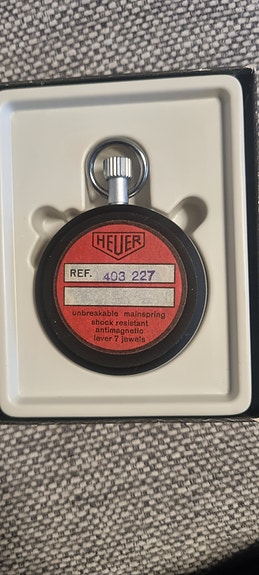 HEUER
REF. 403 227
unbreakable mainspring
shock resistant
antimagnetic
lever 7 jewels